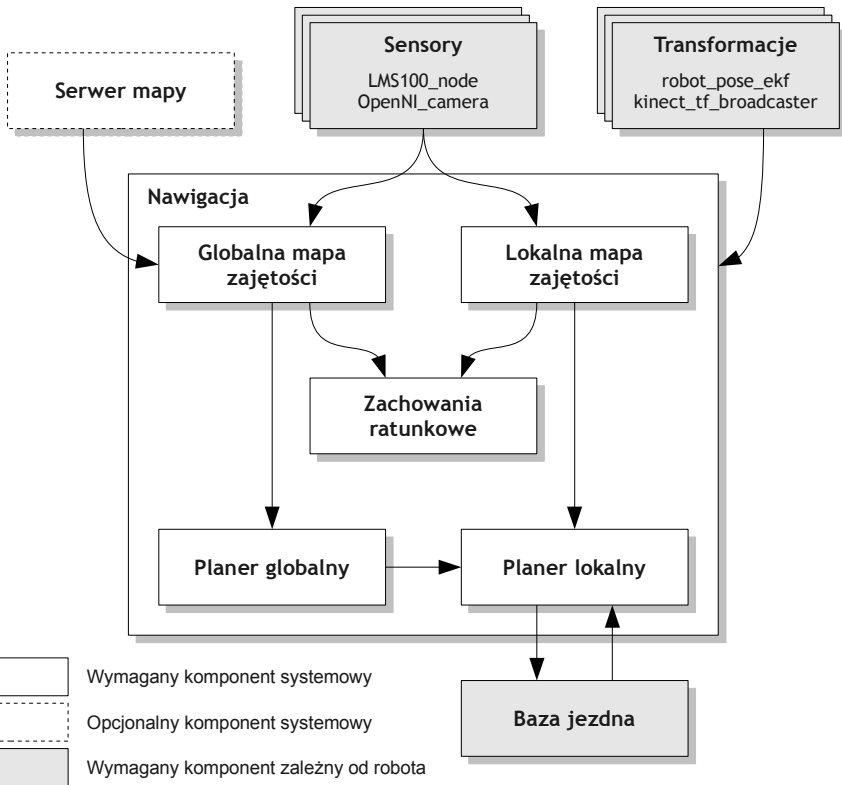 Serwer mapy
Sensory
LMS100_node
OpenNI_camera
Transformacje
robot_pose_ekf
kinect_tf_broadcaster
Nawigacja
Globalna mapa
zajętości
Lokalna mapa
zajętości
Zachowania
ratunkowe
Planer globalny
Planer lokalny
Baza jezdna
Wymagany komponent systemowy
Opcjonalny komponent systemowy
Wymagany komponent zależny od robota